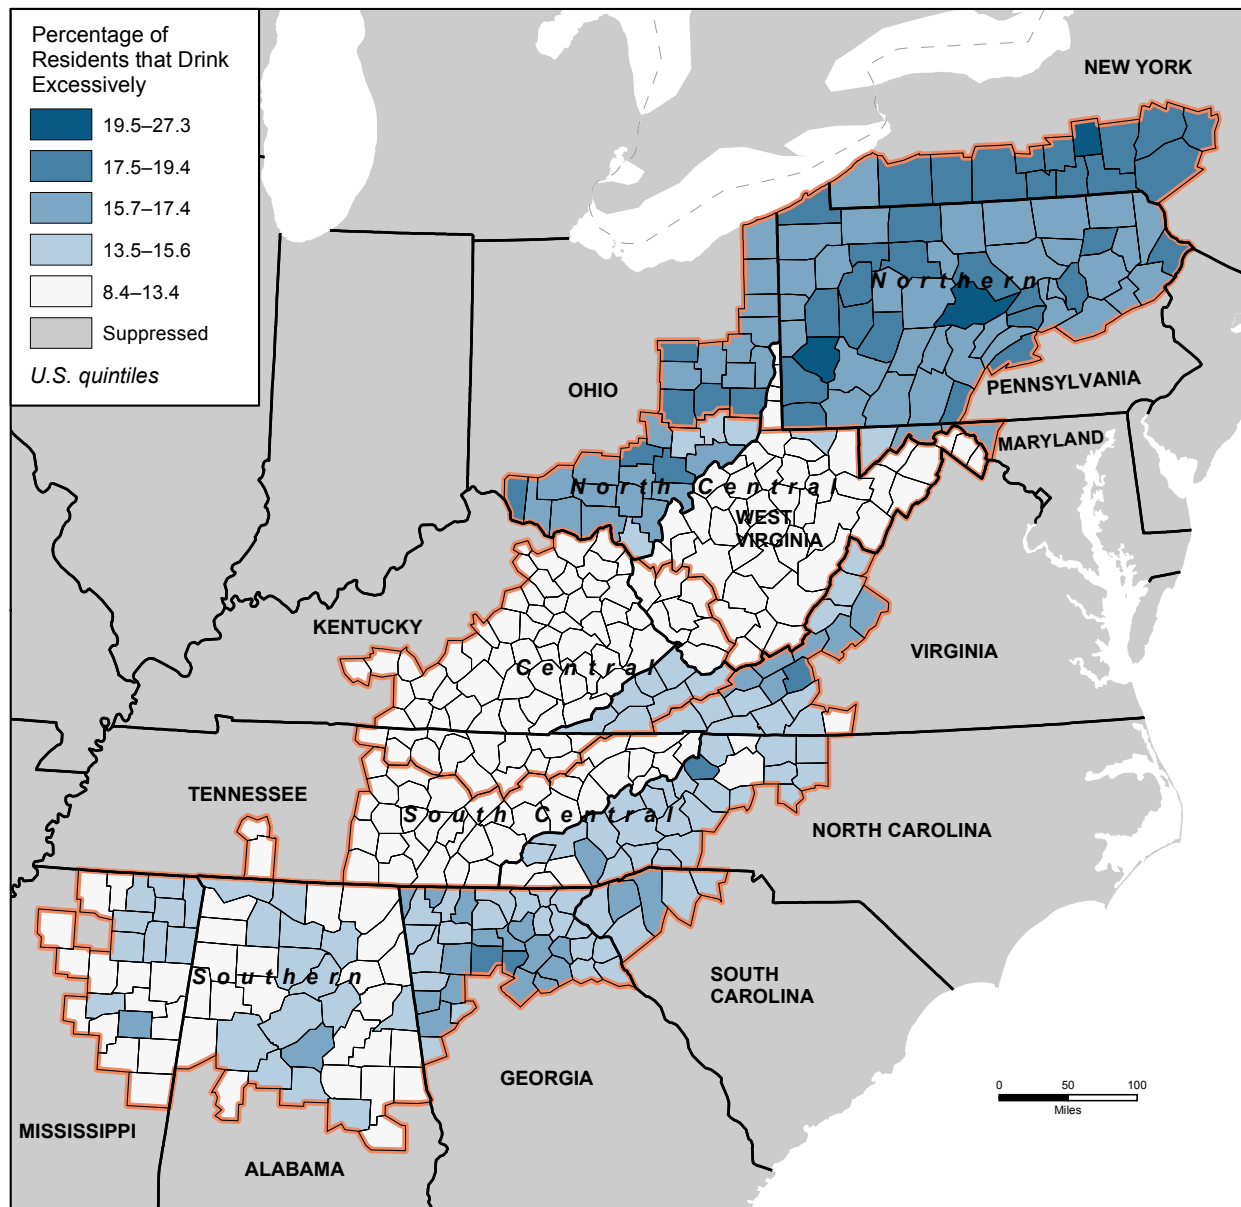 Percentage of
Residents that Drink
Excessively
19.5–27.3
17.5–19.4
15.7–17.4
13.5–15.6
8.4–13.4
Suppressed
U.S. quintiles
NEW YORK
Northern
PENNSYLVANIA
OHIO
MARYLAND
North Central
WEST
VIRGINIA
KENTUCKY
VIRGINIA
Central
TENNESSEE
South Central
NORTH CAROLINA
Southern
SOUTH
CAROLINA
GEORGIA
0 50 100
Miles
MISSISSIPPI
ALABAMA